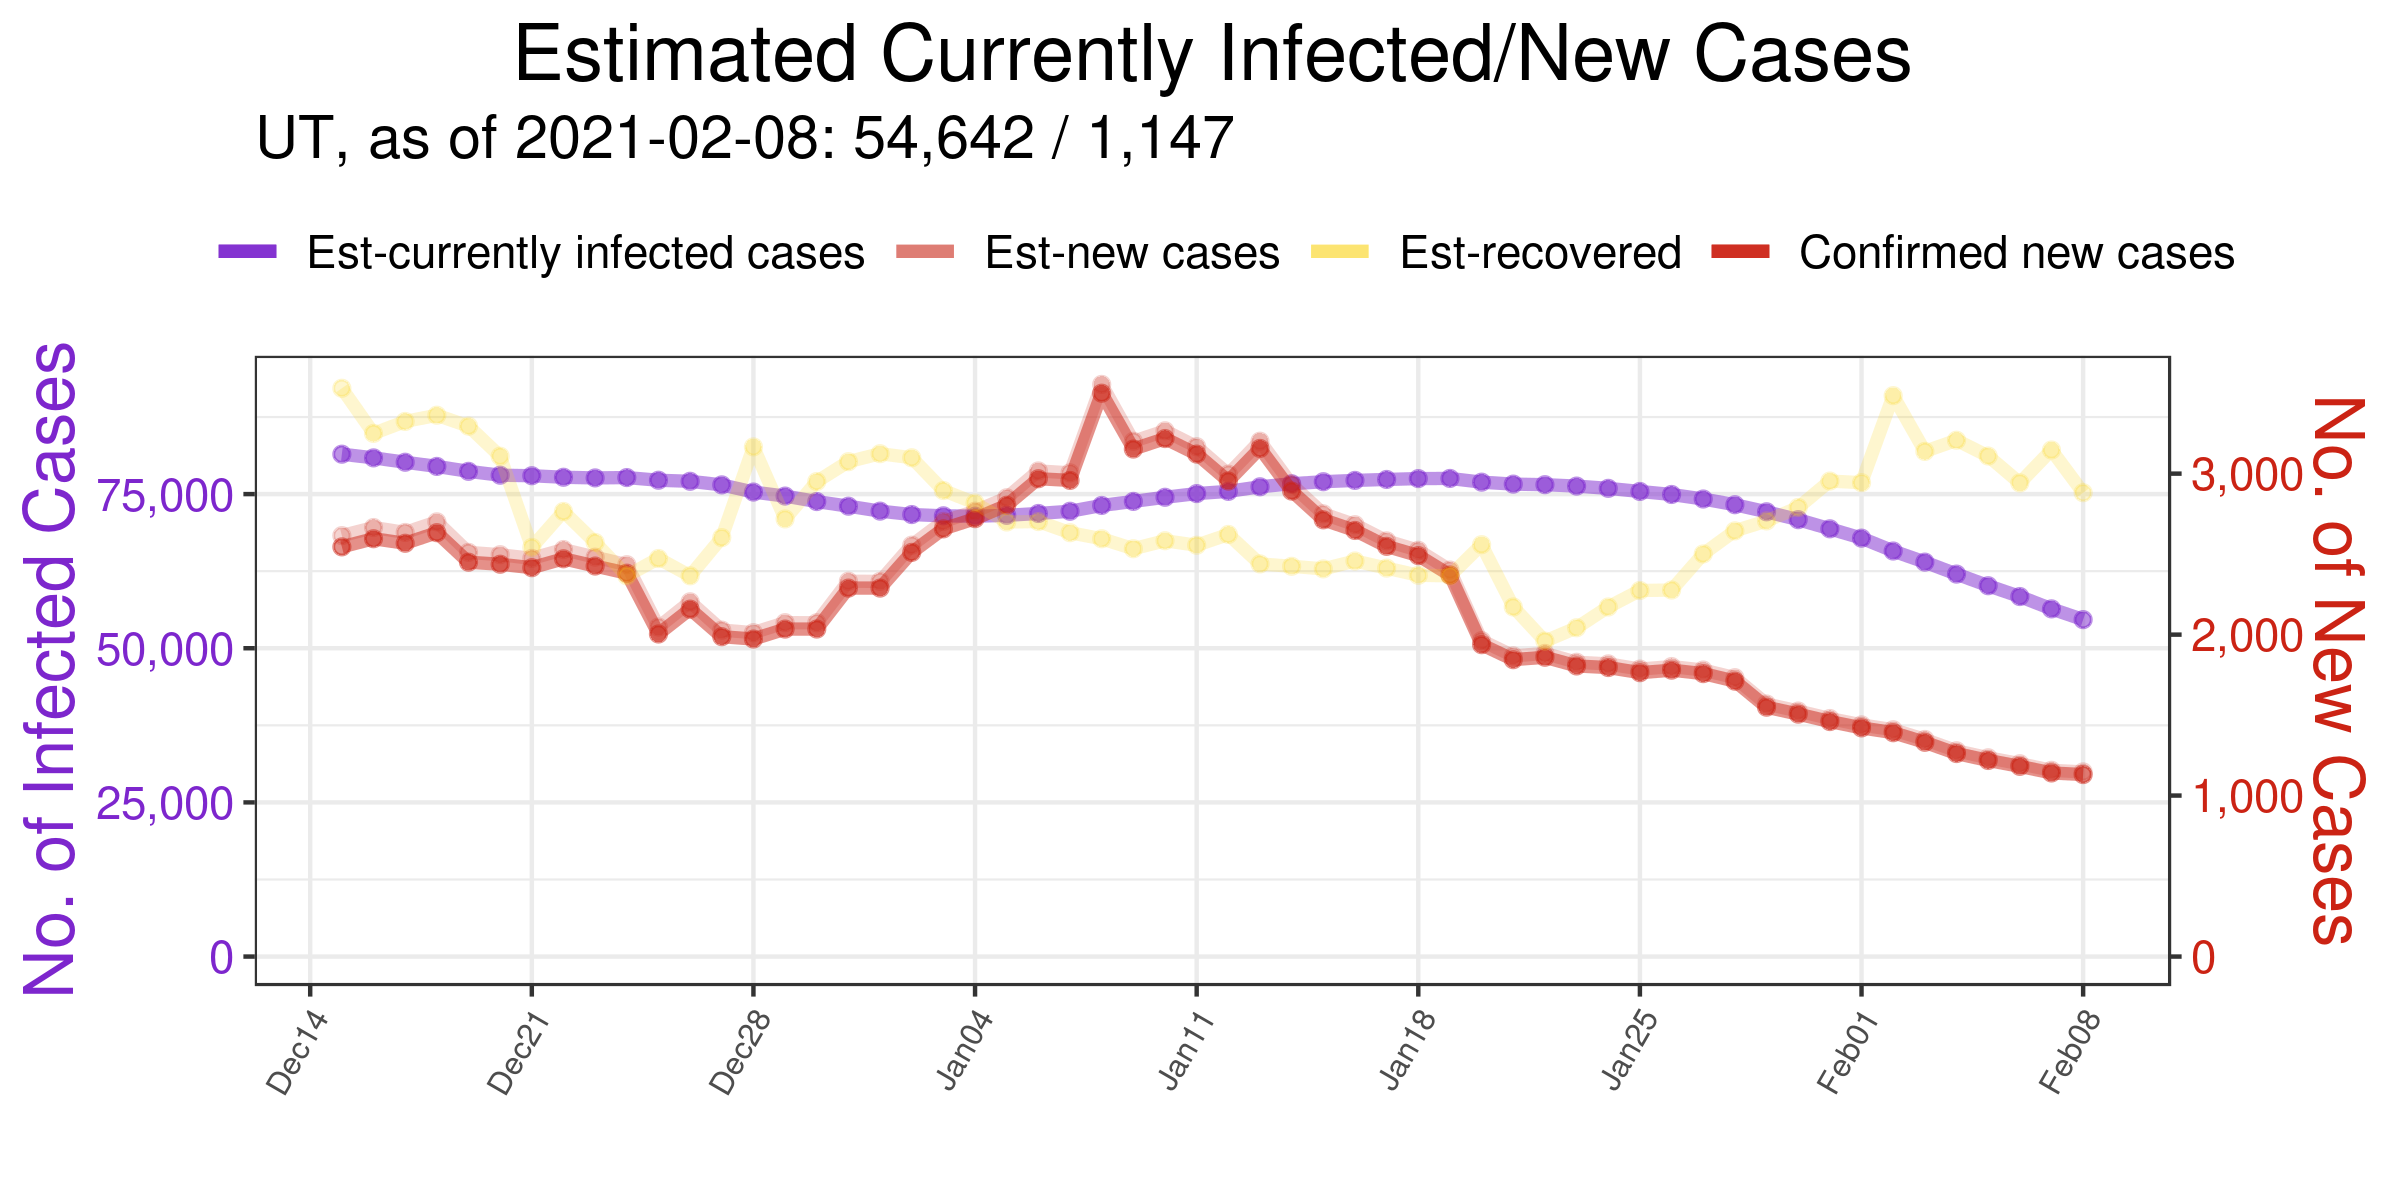 Estimated Currently Infected/New Cases
UT, as of 2021-02-08: 54,642 / 1,147
Est-currently infected cases Est-new cases Est-recovered Confirmed new cases
No. of Infected Cases
75,000
50,000
25,000
0
3,000
2,000
1,000
0
No. of New Cases
Dec14 Dec21 Dec28 Jan04 Jan11 Jan18 Jan25 Feb01 Feb08